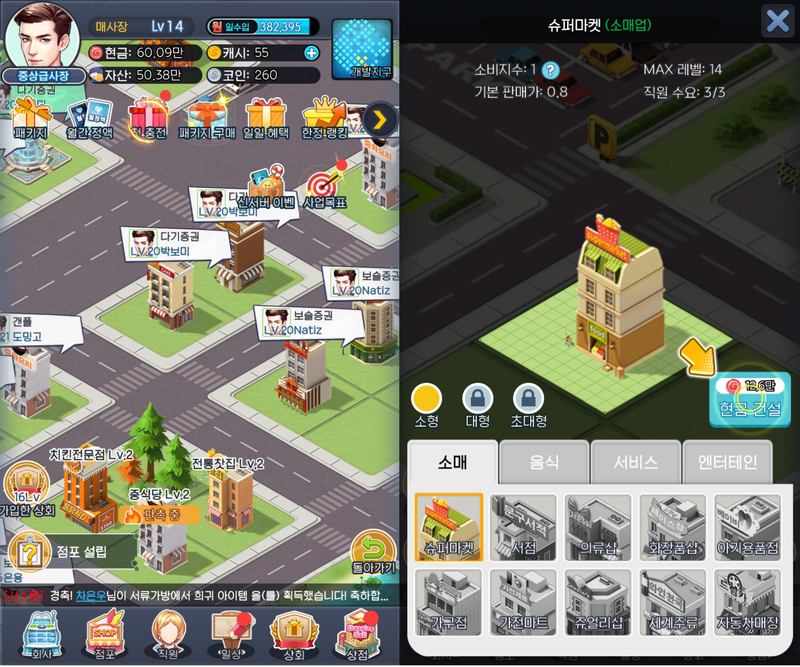 매사장
Lv14
원 일수입 382,395
현금: 60,09만
캐시: 55
중상급사장
자산: 50,38만
코인: 260
개발지구
다기증권
패키지
월간 정액
첫 충전
패키지 구매
일일 혜택
한정 랭킹
신서버 이벤
사업목표
LV.20박보미
다기증권
LV.20박보미
보슬증권
LV.20Natiz
보슬증권
LV.20Natiz
갠플
21 도밍고
치킨전문점 Lv.2
전통찻집 Lv.2
중식당 Lv.2
판촉 중
16Lv
가입한 상회
점포 설립
돌아가기
경축! 차은우님이 서류가방에서 희귀 아이템 을(를) 획득했습니다! 축하합...
회사
SHOP
점포
직원
일상
상회
상점
슈퍼마켓 (소매업)
소비지수: 1
?
MAX 레벨: 14
기본 판매가: 0.8
직원 수요: 3/3
P
supermarket
food
12,6만
현금 건설
소형
대형
초대형
소매
음식
서비스
엔터테인
슈퍼마켓
서점
의류샵
화장품샵
아기용품점
가구점
가전마트
쥬얼리샵
세계주류
자동차매장